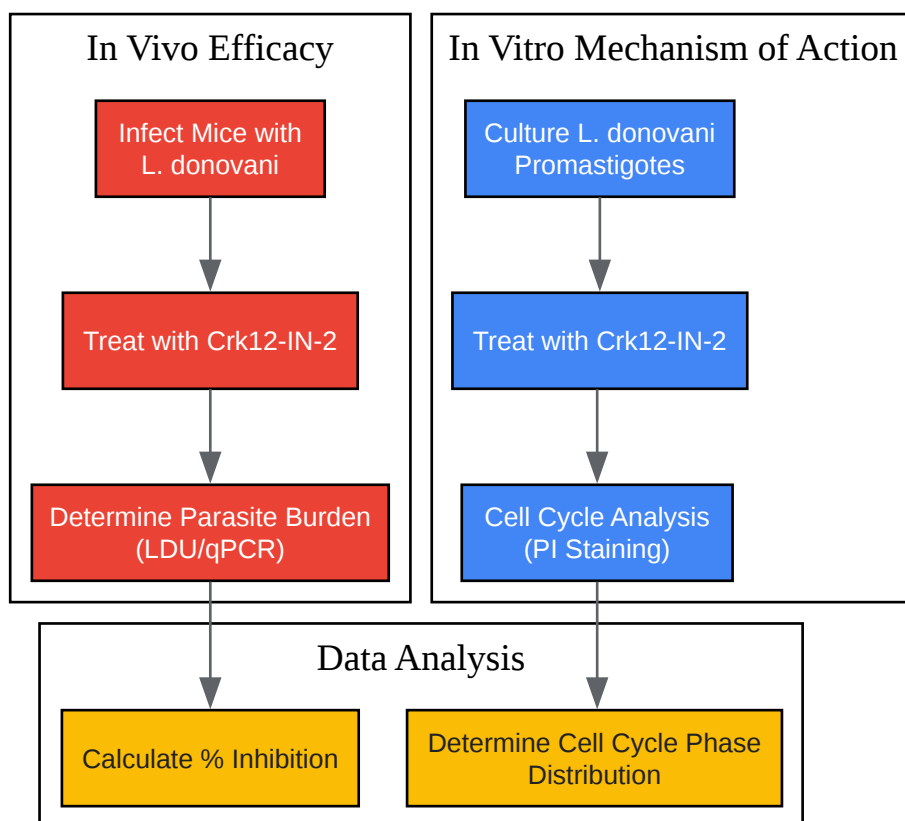 In Vivo Efficacy
Infect Mice with
L. donovani
Treat with Crk12-IN-2
Determine Parasite Burden
(LDU/qPCR)
In Vitro Mechanism of Action
Culture L. donovani
Promastigotes
Treat with Crk12-IN-2
Cell Cycle Analysis
(PI Staining)
Data Analysis
Calculate % Inhibition
Determine Cell Cycle Phase
Distribution